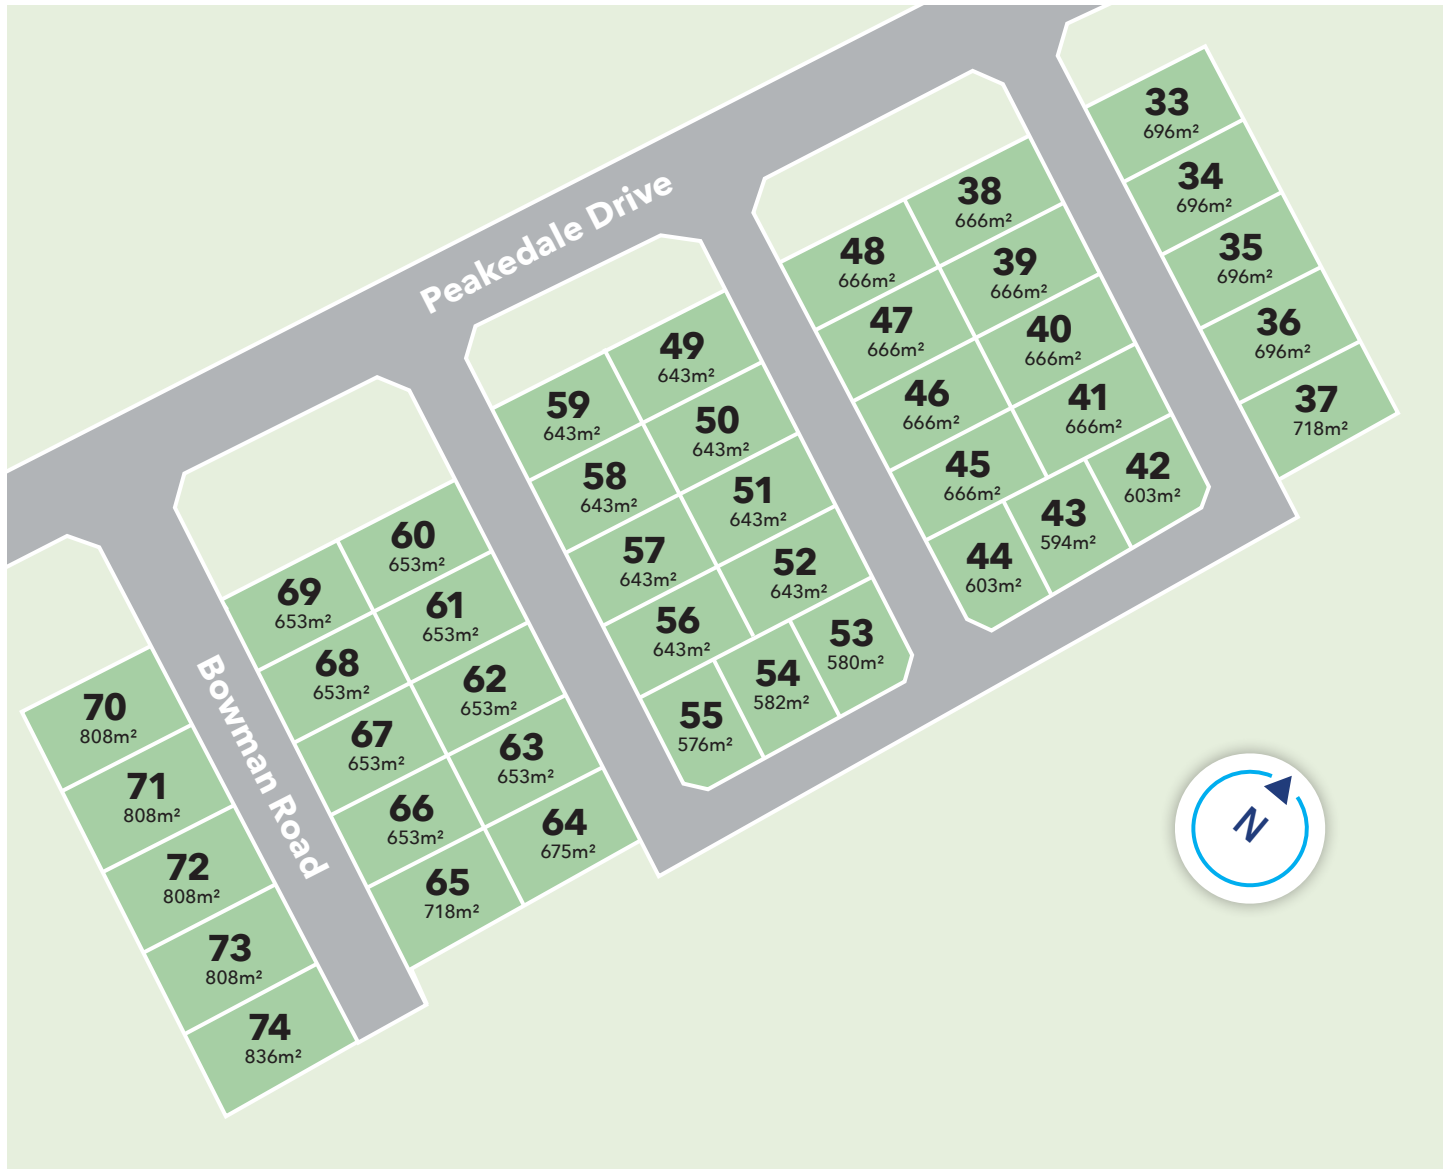 Peakedale Drive
Bowman Road
33
696m²
34
696m²
35
696m²
36
696m²
37
718m²
38
666m²
39
666m²
40
666m²
41
666m²
42
603m²
43
594m²
44
603m²
45
666m²
46
666m²
47
666m²
48
666m²
49
643m²
50
643m²
51
643m²
52
643m²
53
580m²
54
582m²
55
576m²
56
643m²
57
643m²
58
643m²
59
643m²
60
653m²
61
653m²
62
653m²
63
653m²
64
675m²
65
718m²
66
653m²
67
653m²
68
653m²
69
653m²
70
808m²
71
808m²
72
808m²
73
808m²
74
836m²
N